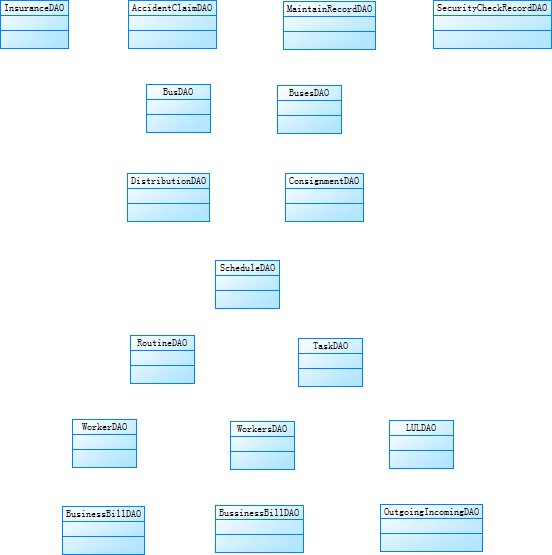 InsuranceDAO
AccidentClaimDAO
MaintainRecordDAO
SecurityCheckRecordDAO
BusDAO
BusesDAO
DistributionDAO
ConsignmentDAO
ScheduleDAO
RoutineDAO
TaskDAO
WorkerDAO
WorkersDAO
LULDAO
BusinessBillDAO
BussinessBillDAO
OutgoingIncomingDAO